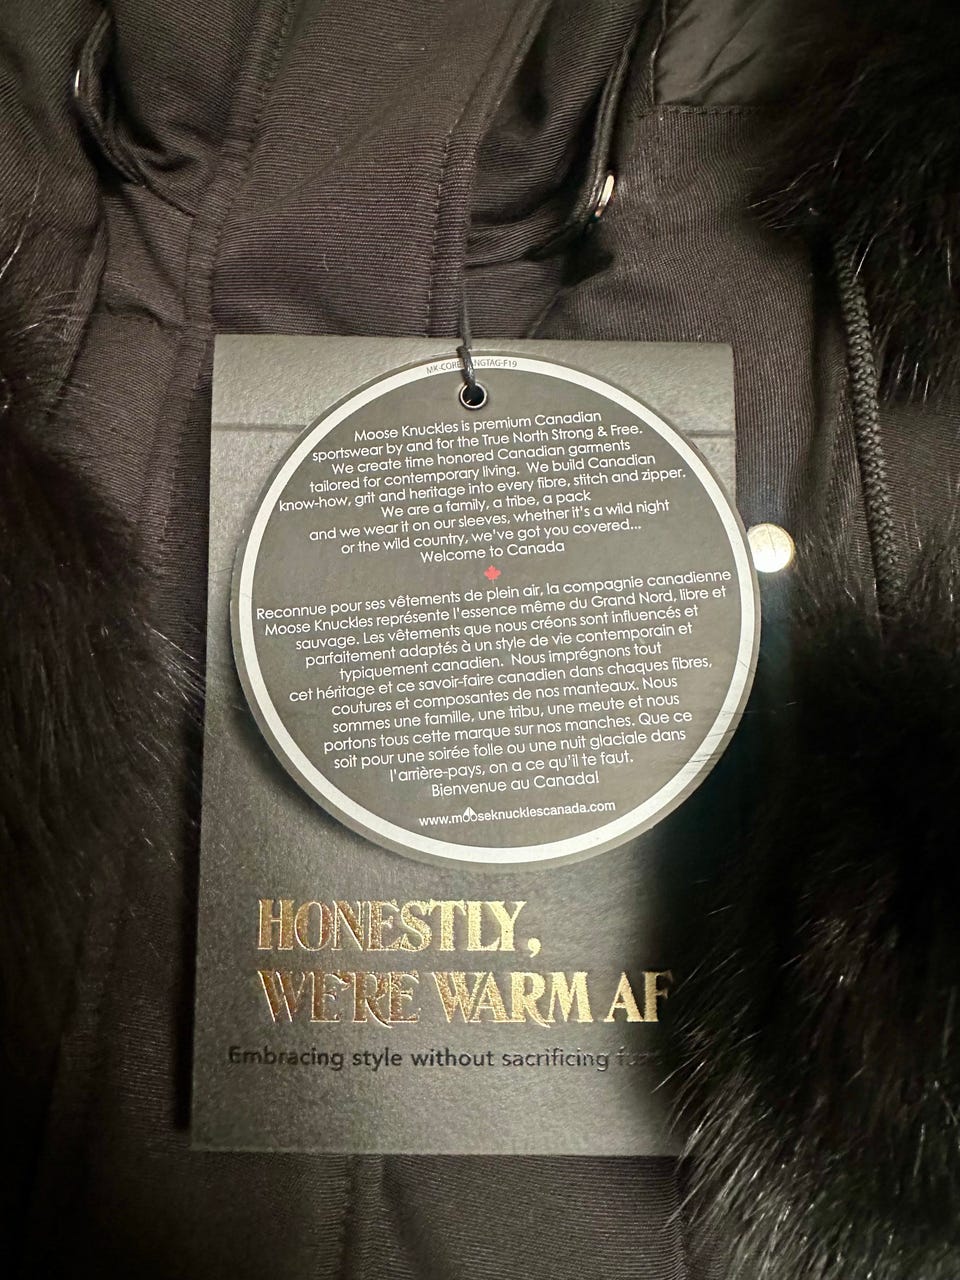 Moose Knuckles is premium Canadian
sportswear by and for the True North Strong & Free.
We create time honored Canadian garments
tailored for contemporary living. We build Canadian
know-how, grit and heritage into every fibre, stitch and zipper.
We are a family, a tribe, a pack
and we wear it on our sleeves, whether it's a wild night
or the wild country, we've got you covered...
Welcome to Canada
Reconnue pour ses vêtements de plein air, la compagnie canadienne
Moose Knuckles représente l'essence même du Grand Nord, libre et
sauvage. Les vêtements que nous créons sont influencés et
parfaitement adaptés à un style de vie contemporain et
typiquement canadien. Nous imprégnons tout
cet héritage et ce savoir-faire canadien dans chaques fibres,
coutures et composantes de nos manteaux. Nous
sommes une famille, une tribu, une meute et nous
portons tous cette marque sur nos manches. Que ce
soit pour une soirée folle ou une nuit glaciale dans
l'arrière-pays, on a ce qu'il te faut.
Bienvenue au Canada!
www.mooseknucklescanada.com
HONESTLY,
WE'RE WARM AF
Embracing style without sacrificing